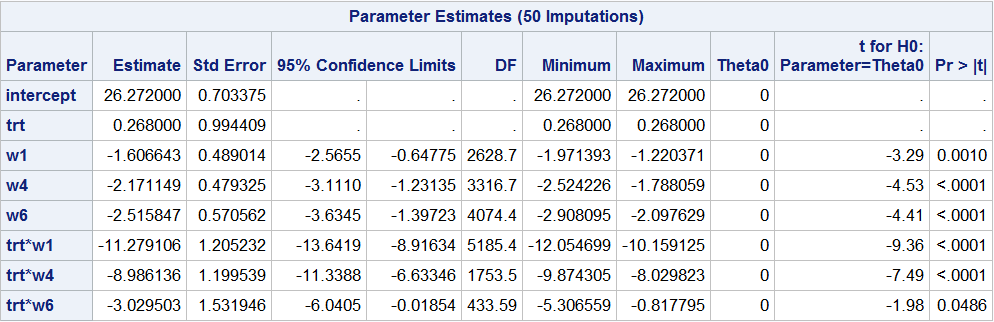 Parameter Estimates (50 Imputations)
t for H0:
Parameter Estimate Std Error 95% Confidence Limits DF Minimum Maximum Theta0 Parameter=Theta0 Pr > |t|
intercept 26.272000 0.703375 . . . 26.272000 26.272000 0 . .
trt 0.268000 0.994409 . . . 0.268000 0.268000 0 . .
w1 -1.606643 0.489014 -2.5655 -0.64775 2628.7 -1.971393 -1.220371 0 -3.29 0.0010
w4 -2.171149 0.479325 -3.1110 -1.23135 3316.7 -2.524226 -1.788059 0 -4.53 <.0001
w6 -2.515847 0.570562 -3.6345 -1.39723 4074.4 -2.908095 -2.097629 0 -4.41 <.0001
trt*w1 -11.279106 1.205232 -13.6419 -8.91634 5185.4 -12.054699 -10.159125 0 -9.36 <.0001
trt*w4 -8.986136 1.199539 -11.3388 -6.63346 1753.5 -9.874305 -8.029823 0 -7.49 <.0001
trt*w6 -3.029503 1.531946 -6.0405 -0.01854 433.59 -5.306559 -0.817795 0 -1.98 0.0486